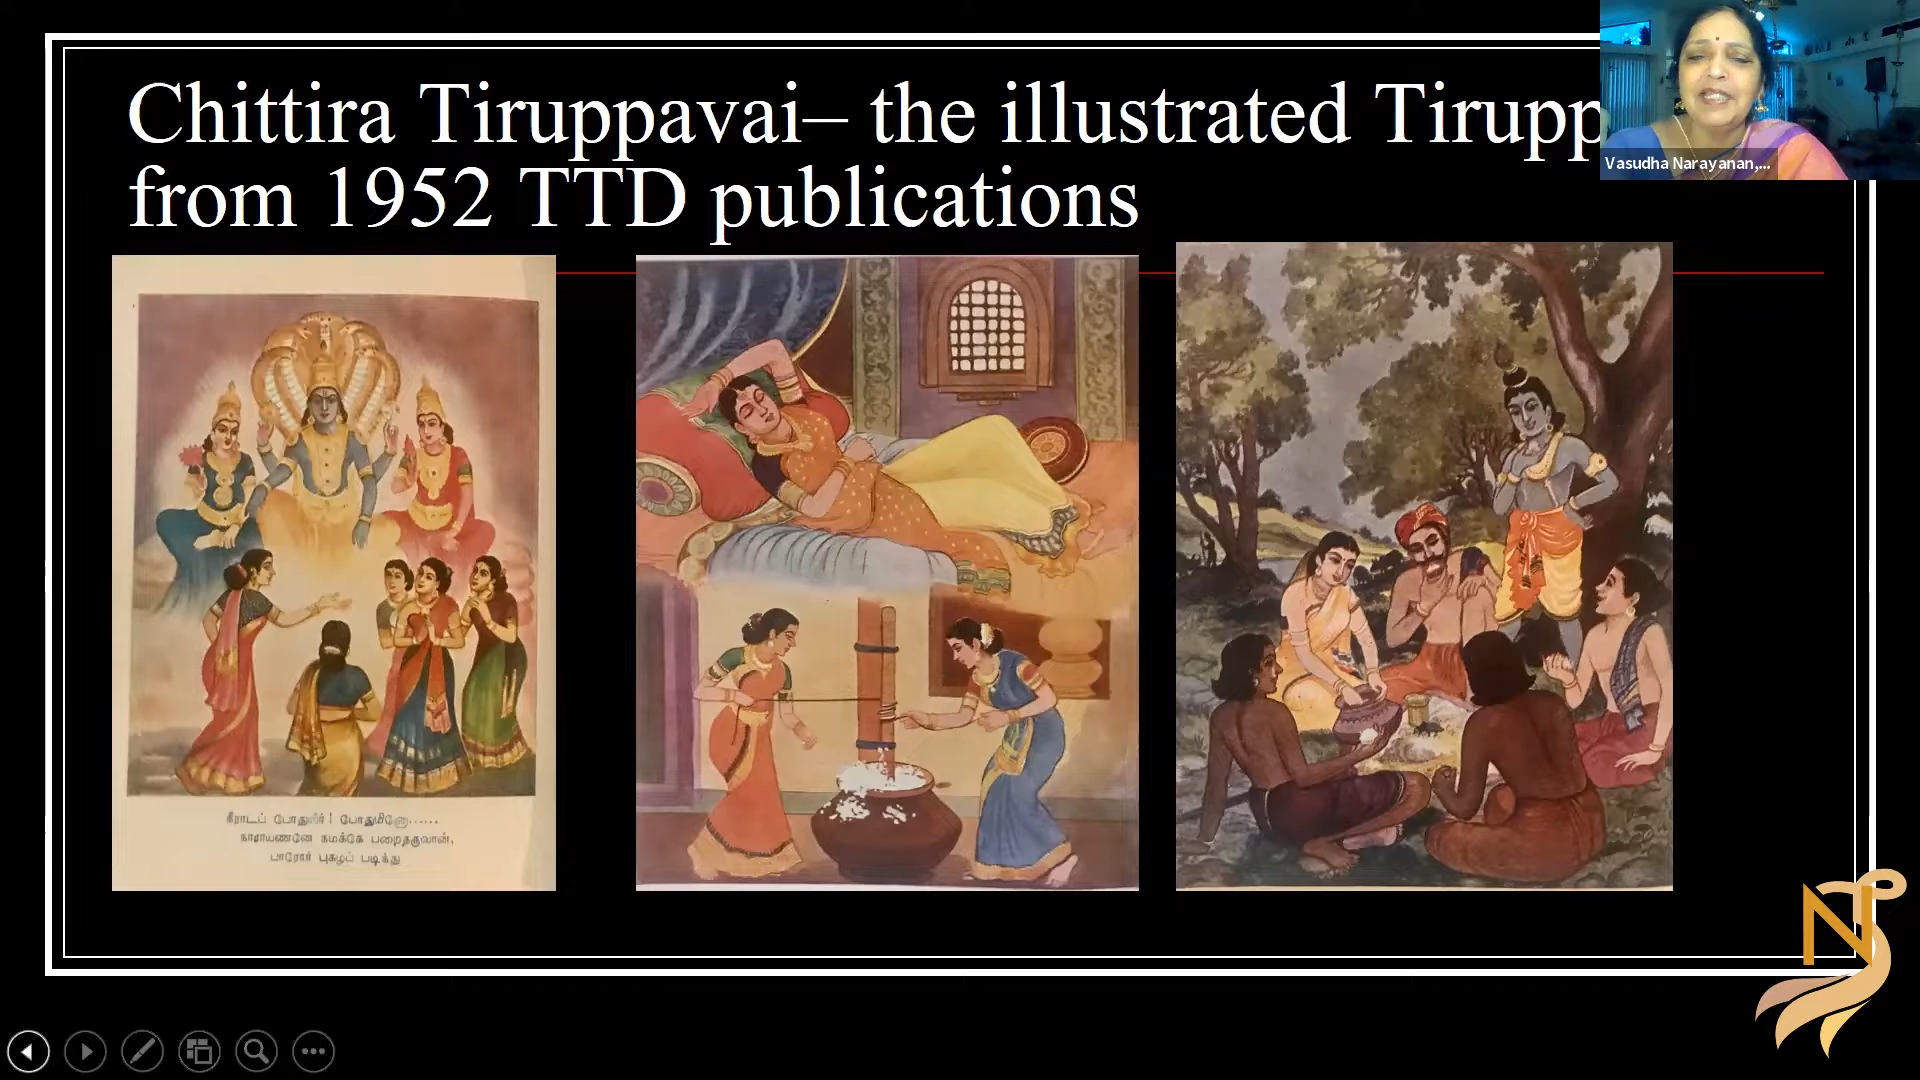 Chittira Tiruppavai– the illustrated Tirupp
from 1952 TTD publications
Vasudha Narayanan,...
நீராடப் போதுவீர்! போதுமினோ......
நாராயணனே நமக்கே பறைதருவான்,
பாரோர் புகழப் படிந்து
N